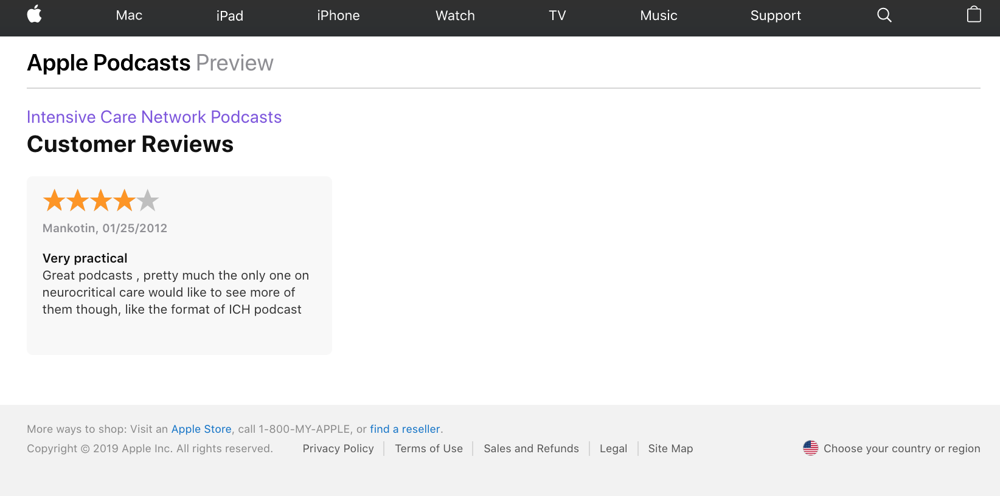 Mac iPad iPhone Watch TV Music Support
Apple Podcasts Preview
Intensive Care Network Podcasts
Customer Reviews
Mankotin, 01/25/2012
Very practical
Great podcasts , pretty much the only one on
neurocritical care would like to see more of
them though, like the format of ICH podcast
More ways to shop: Visit an Apple Store, call 1-800-MY-APPLE, or find a reseller.
Copyright © 2019 Apple Inc. All rights reserved. Privacy Policy Terms of Use Sales and Refunds Legal Site Map Choose your country or region